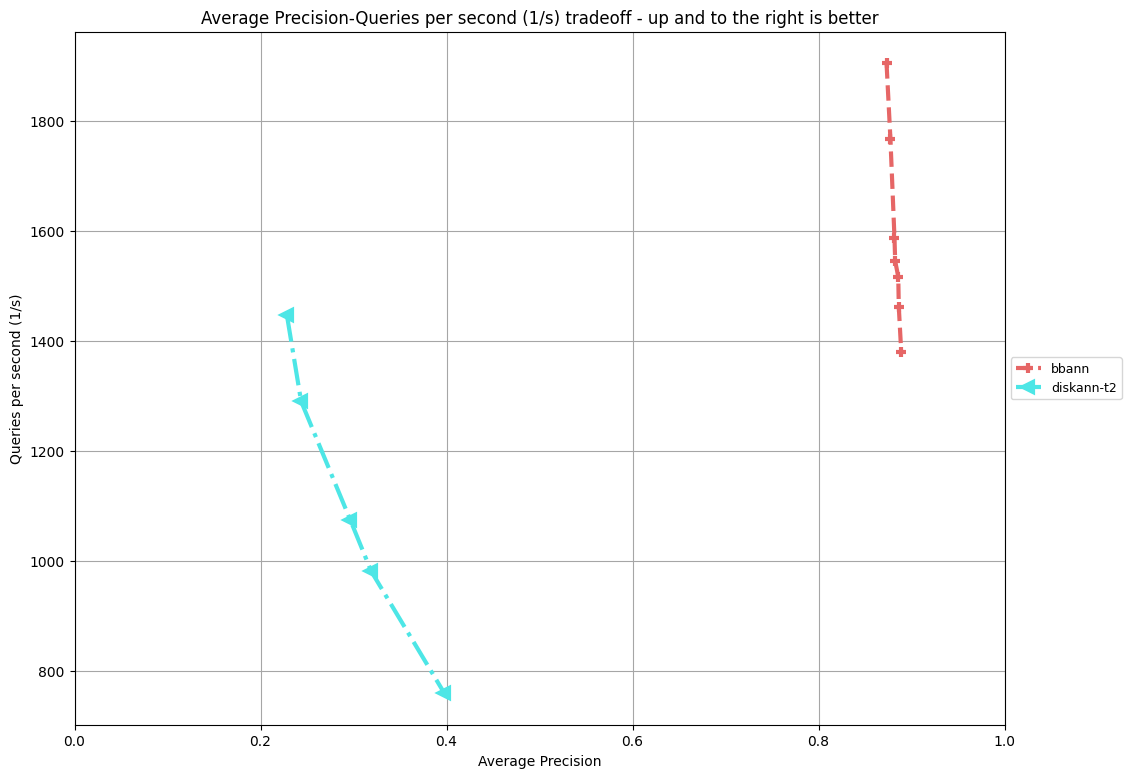 Average Precision-Queries per second (1/s) tradeoff - up and to the right is better
Queries per second (1/s)
1800
1600
1400
1200
1000
800
0.0 0.2 0.4 0.6 0.8 1.0
Average Precision
bbann
diskann-t2